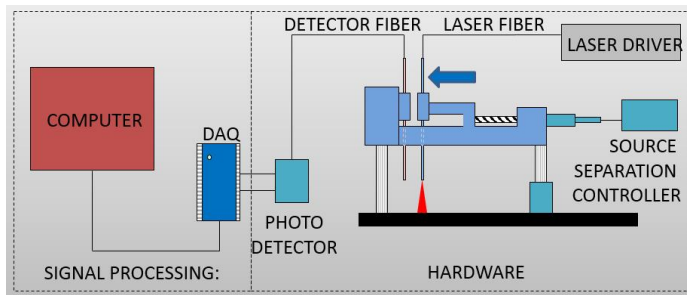 DETECTOR FIBER
LASER FIBER
LASER DRIVER
COMPUTER
DAQ
PHOTO
DETECTOR
SOURCE
SEPARATION
CONTROLLER
SIGNAL PROCESSING:
HARDWARE